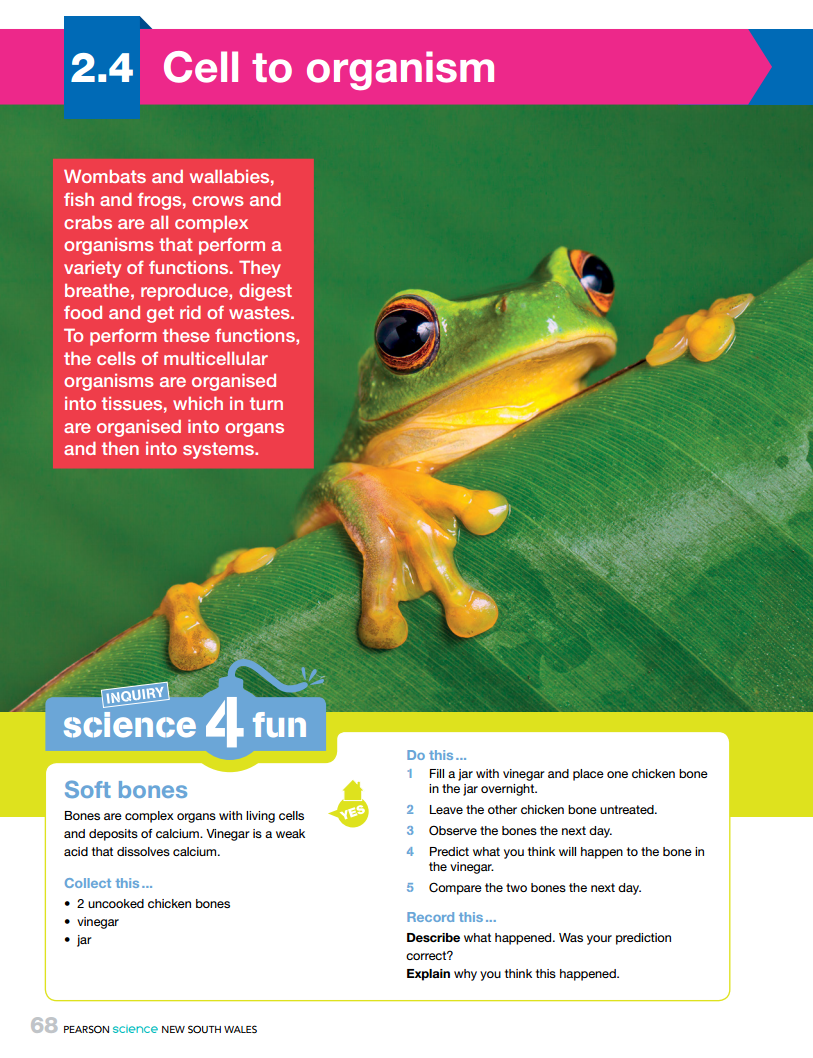 2.4 Cell to organism
Wombats and wallabies,
fish and frogs, crows and
crabs are all complex
organisms that perform a
variety of functions. They
breathe, reproduce, digest
food and get rid of wastes.
To perform these functions,
the cells of multicellular
organisms are organised
into tissues, which in turn
are organised into organs
and then into systems.
INQUIRY
science 4 fun
Soft bones
Bones are complex organs with living cells
and deposits of calcium. Vinegar is a weak
acid that dissolves calcium.
Collect this ...
• 2 uncooked chicken bones
• vinegar
• jar
YES
Do this ...
1 Fill a jar with vinegar and place one chicken bone
in the jar overnight.
2 Leave the other chicken bone untreated.
3 Observe the bones the next day.
4 Predict what you think will happen to the bone in
the vinegar.
5 Compare the two bones the next day.
Record this ...
Describe what happened. Was your prediction
correct?
Explain why you think this happened.
68 PEARSON science NEW SOUTH WALES